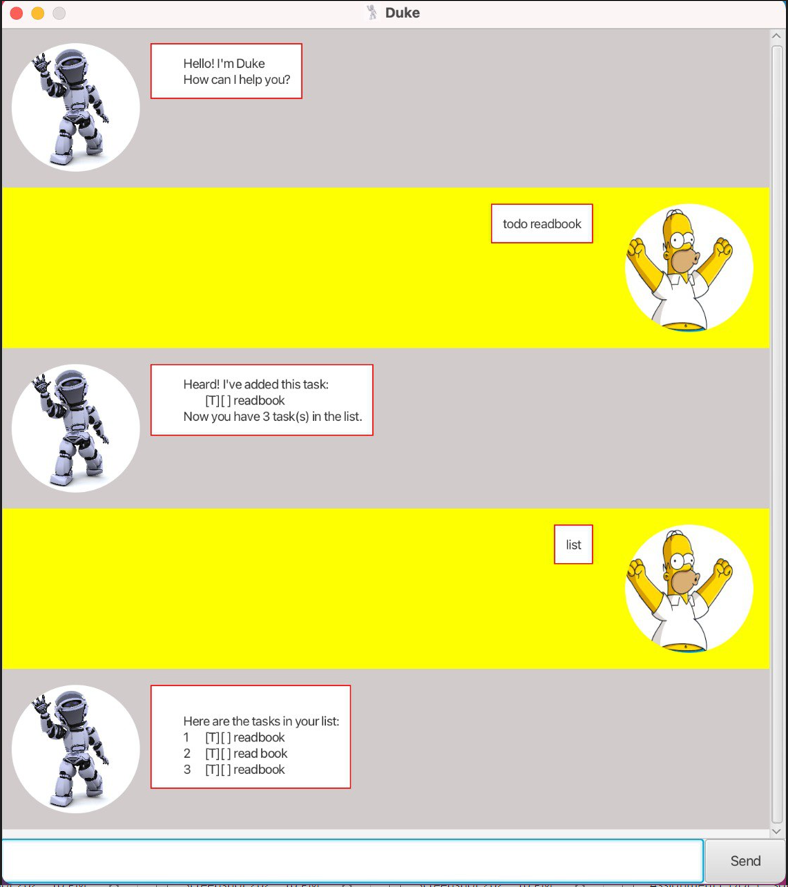 Duke
Hello! I'm Duke
How can I help you?
todo readbook
Heard! I've added this task:
[T][ ] readbook
Now you have 3 task(s) in the list.
list
Here are the tasks in your list:
1 [T][ ] readbook
2 [T][ ] read book
3 [T][ ] readbook
Send